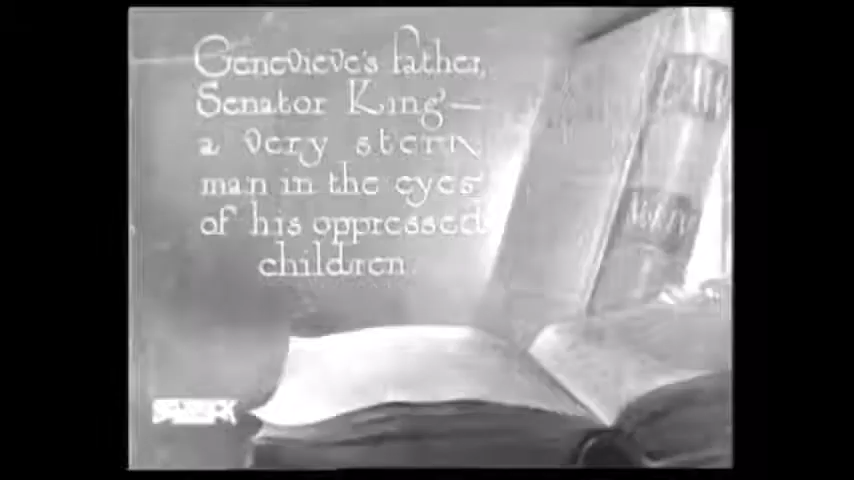 Genevieve's father,
Senator King—
a very stern
man in the eyes
of his oppressed
children.